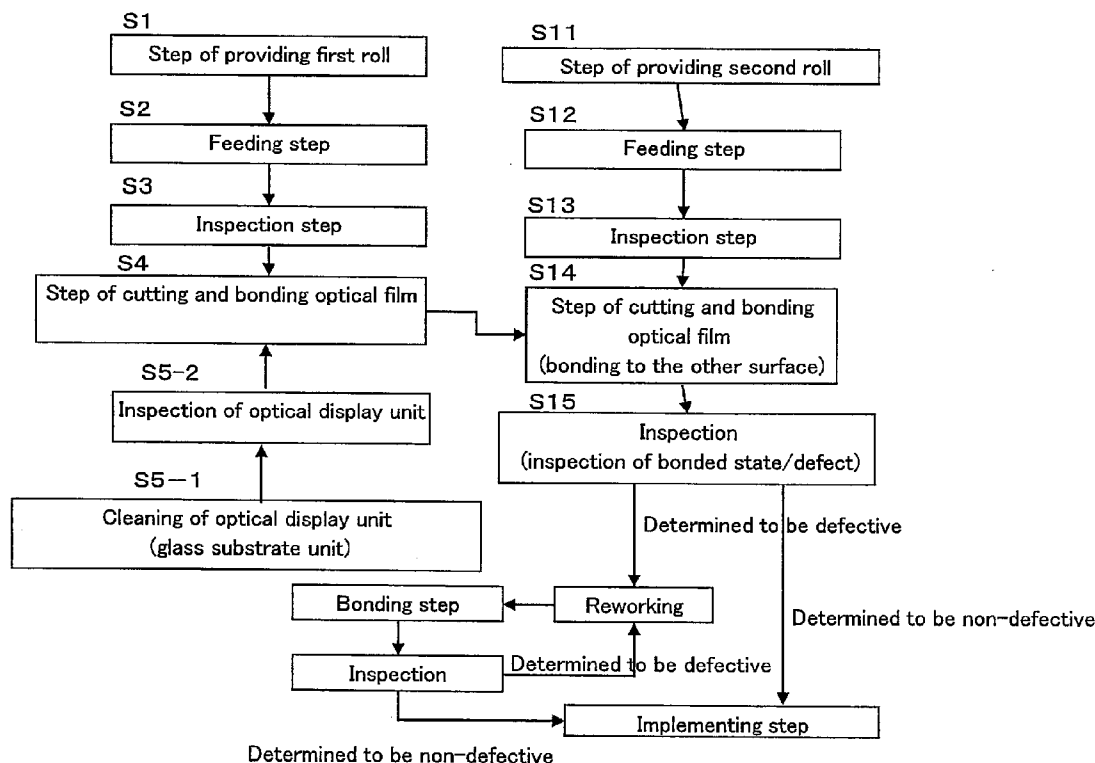 S1
Step of providing first roll
S2
Feeding step
S3
Inspection step
S4
Step of cutting and bonding optical film
S5-2
Inspection of optical display unit
S5-1
Cleaning of optical display unit
(glass substrate unit)
S11
Step of providing second roll
S12
Feeding step
S13
Inspection step
S14
Step of cutting and bonding
optical film
(bonding to the other surface)
S15
Inspection
(inspection of bonded state/defect)
Determined to be defective
Bonding step
Reworking
Determined to be non-defective
Inspection
Determined to be defective
Implementing step
Determined to be non-defective